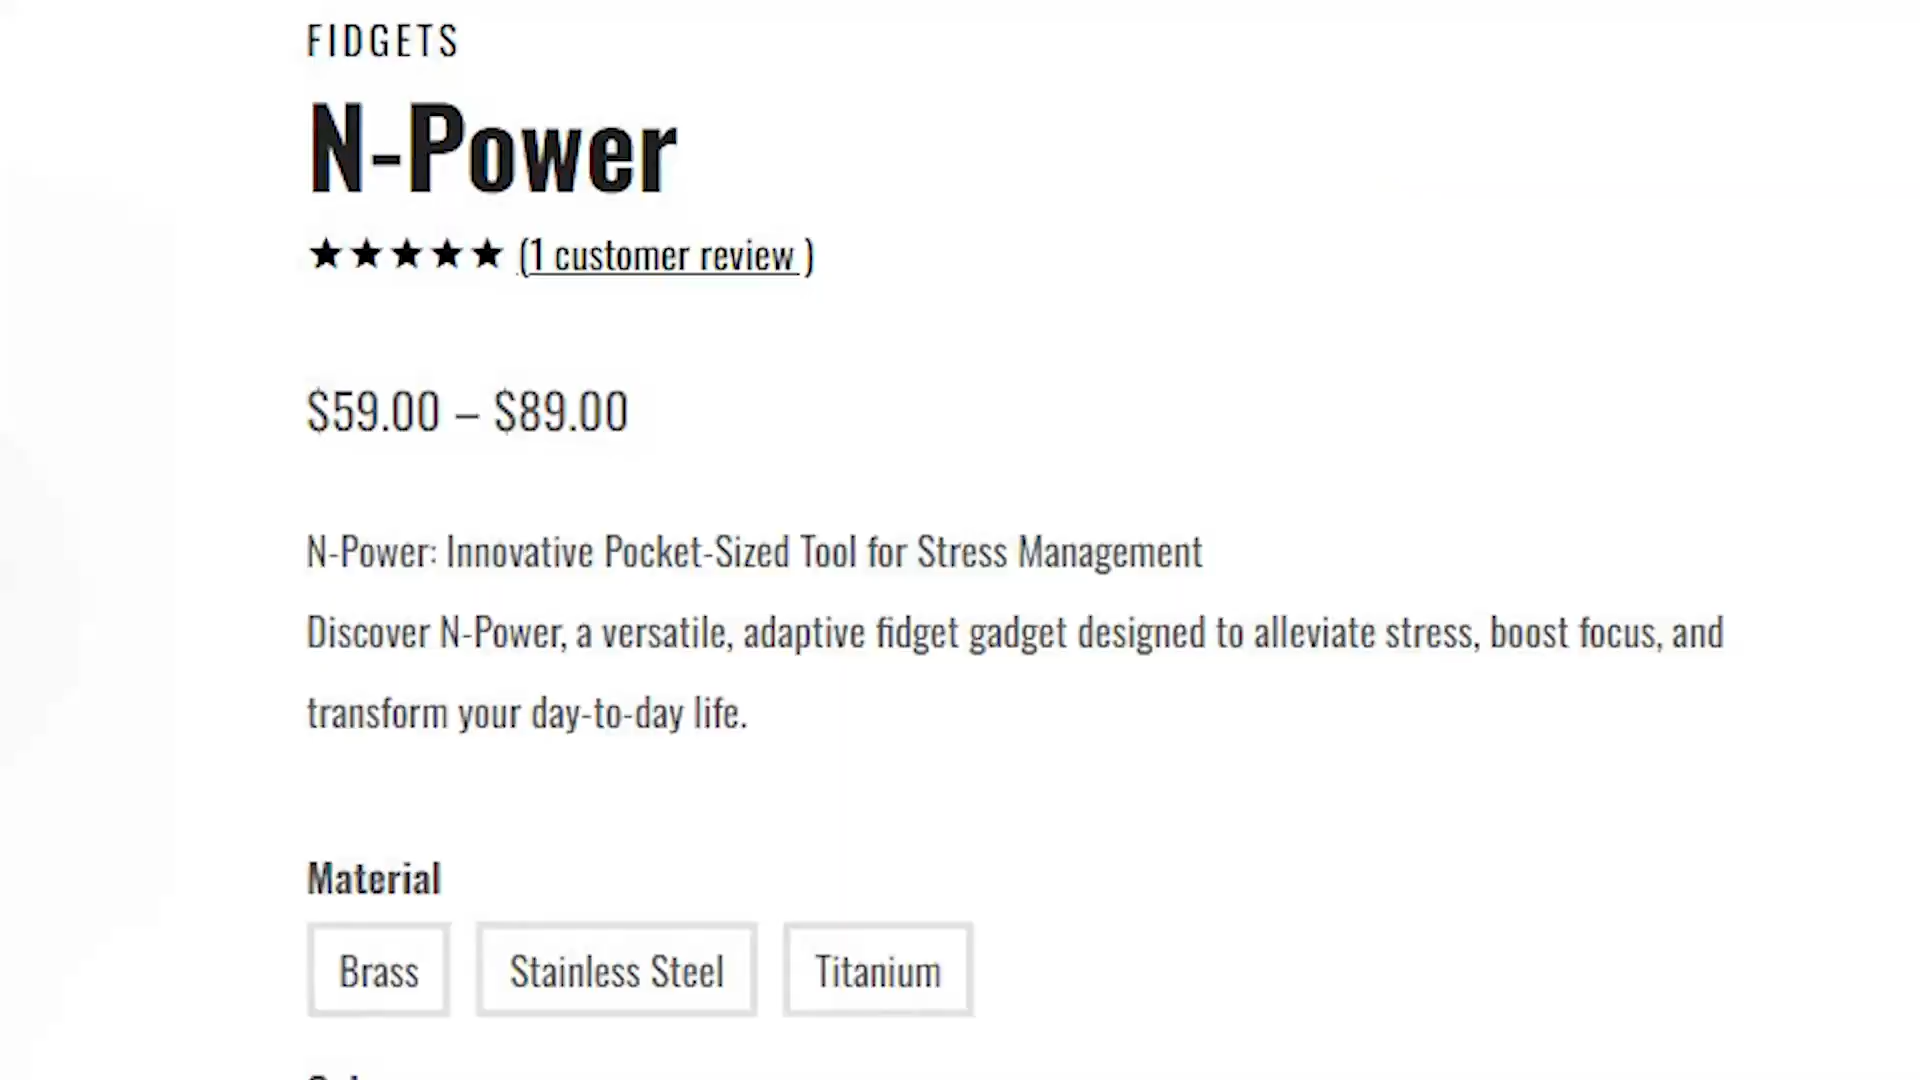 FIDGETS
N-Power
★★★★★ (1 customer review )
$59.00 – $89.00
N-Power: Innovative Pocket-Sized Tool for Stress Management
Discover N-Power, a versatile, adaptive fidget gadget designed to alleviate stress, boost focus, and
transform your day-to-day life.
Material
Brass Stainless Steel Titanium